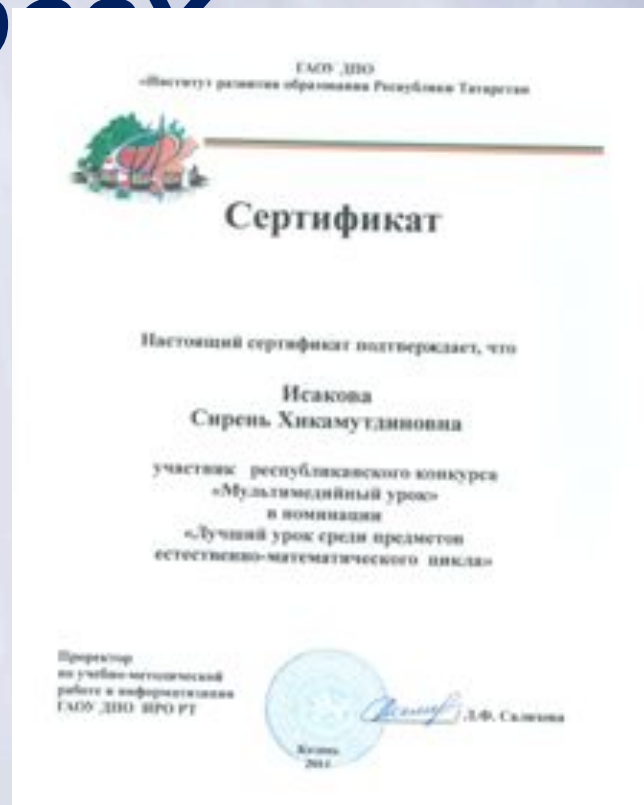 ГАОУ ДПО
«Институт развития образования Республики Татарстан
Сертификат
Настоящий сертификат подтверждает, что
Исакова
Сирень Хикамутдиновна
участник республиканского конкурса
«Мультимедийный урок»
в номинации
«Лучший урок среди предметов
естественно-математического цикла»
Проректор
по учебно-методической
работе и информатизации
ГАОУ ДПО ИРО РТ
Л.Ф. Салихова
Казань